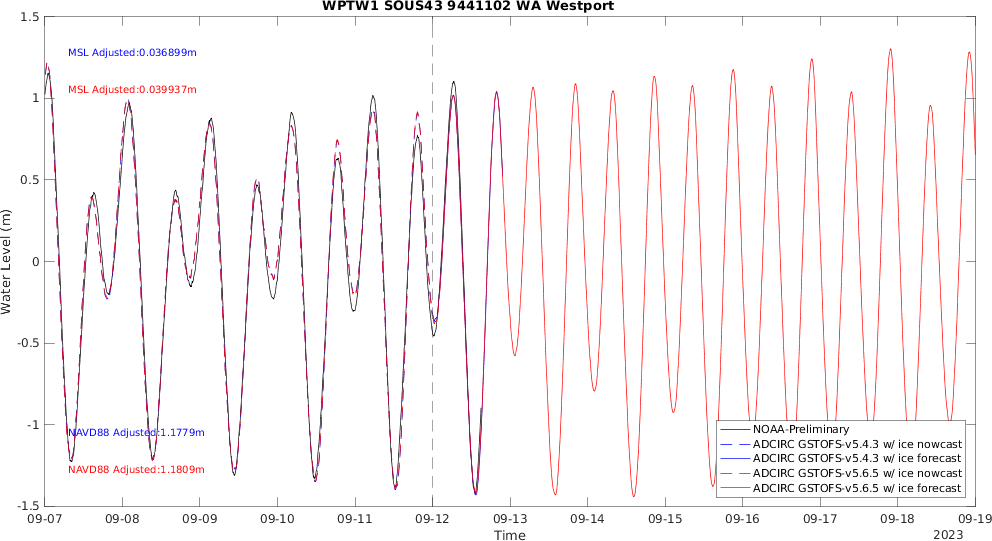 WPTW1 SOUS43 9441102 WA Westport
1.5
1
0.5
0
-0.5
-1
-1.5
Water Level (m)
MSL Adjusted:0.036899m
MSL Adjusted:0.039937m
NAVD88 Adjusted:1.1779m
NAVD88 Adjusted:1.1809m
NOAA-Preliminary
ADCIRC GSTOFS-v5.4.3 w/ ice nowcast
ADCIRC GSTOFS-v5.4.3 w/ ice forecast
ADCIRC GSTOFS-v5.6.5 w/ ice nowcast
ADCIRC GSTOFS-v5.6.5 w/ ice forecast
09-07 09-08 09-09 09-10 09-11 09-12 09-13 09-14 09-15 09-16 09-17 09-18 09-19
Time
2023